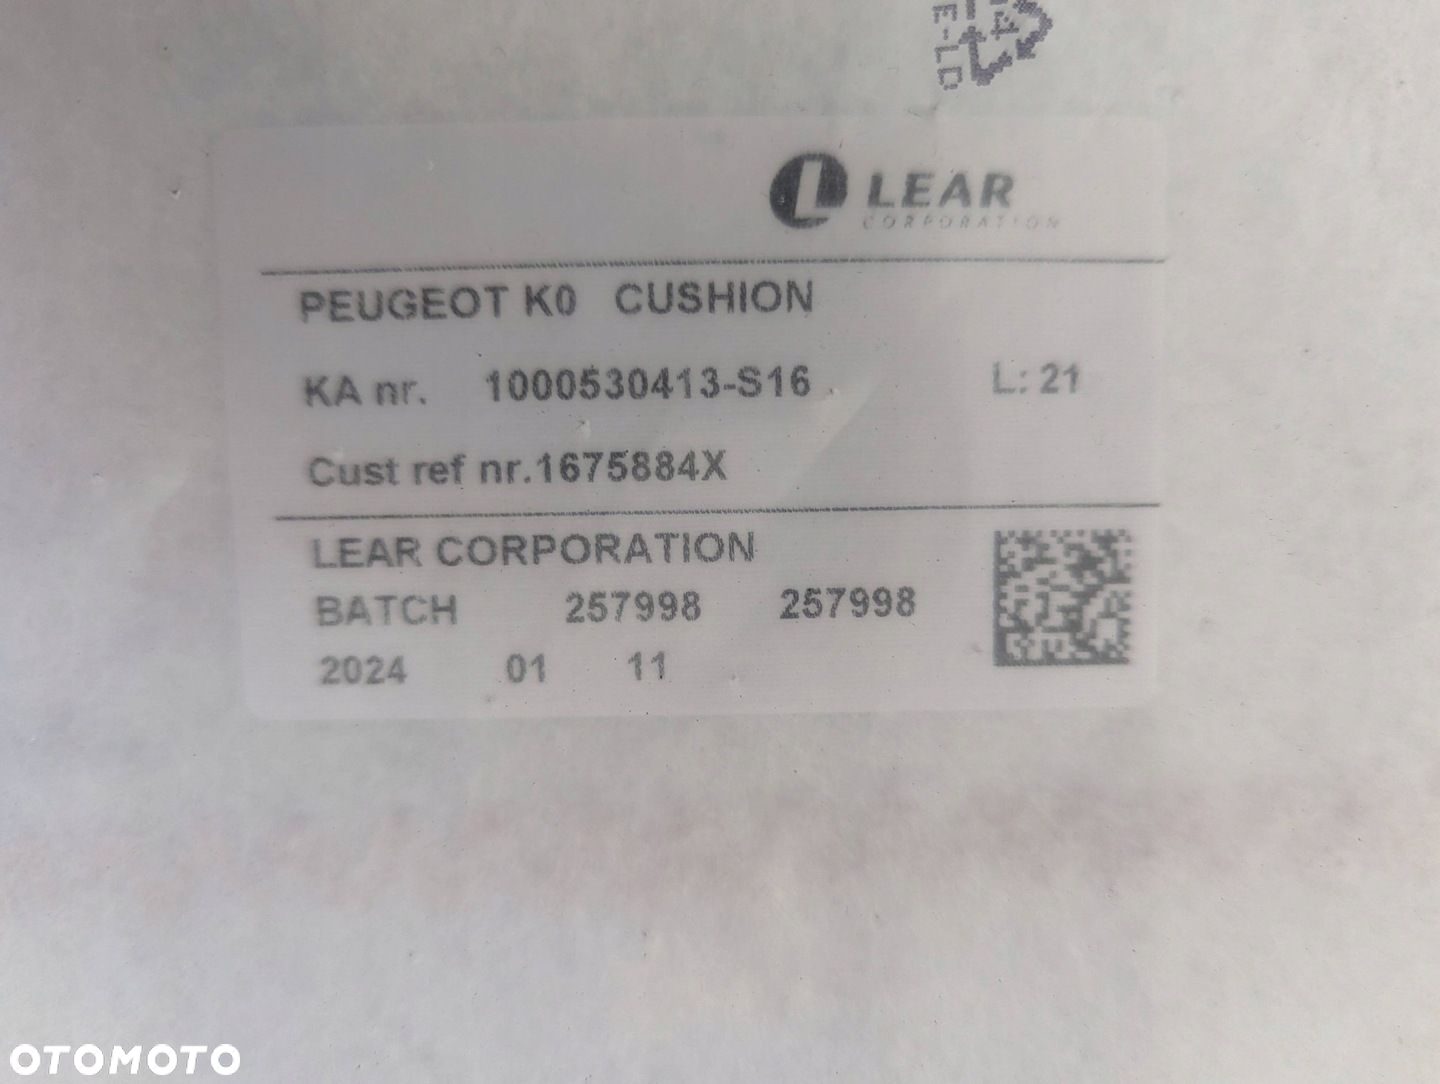 E-LD
LEAR
CORPORATION
PEUGEOT K0 CUSHION
KA nr. 1000530413-S16 L: 21
Cust ref nr.1675884X
LEAR CORPORATION
BATCH 257998 257998
2024 01 11
OTOMOTO